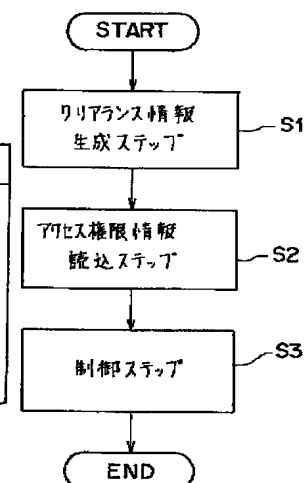 START
クリアランス情報
生成ステップ
S1
アクセス権限情報
読込ステップ
S2
制御ステップ
S3
END